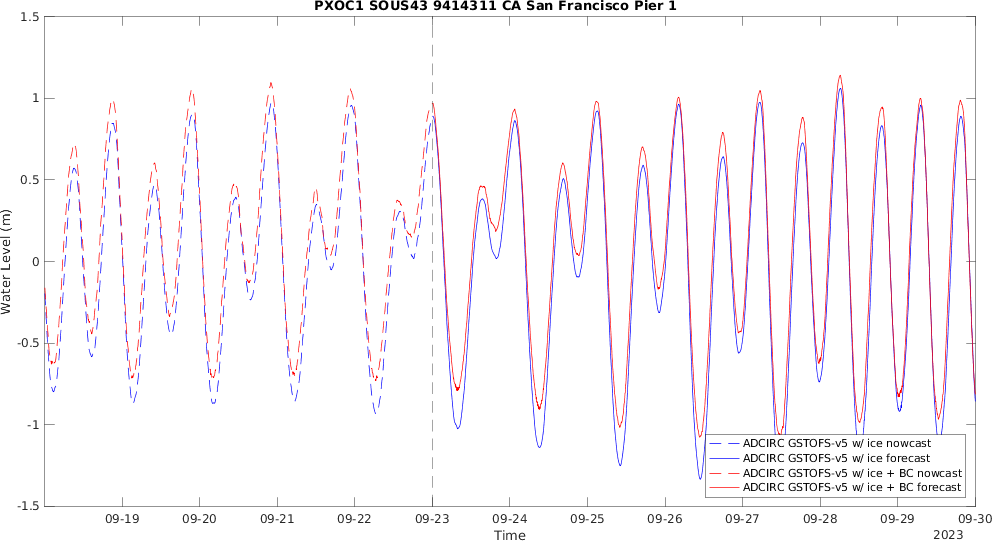 PXOC1 SOUS43 9414311 CA San Francisco Pier 1
1.5
1
0.5
0
-0.5
-1
-1.5
Water Level (m)
ADCIRC GSTOFS-v5 w/ ice nowcast
ADCIRC GSTOFS-v5 w/ ice forecast
ADCIRC GSTOFS-v5 w/ ice + BC nowcast
ADCIRC GSTOFS-v5 w/ ice + BC forecast
09-19 09-20 09-21 09-22 09-23 09-24 09-25 09-26 09-27 09-28 09-29 09-30
Time
2023